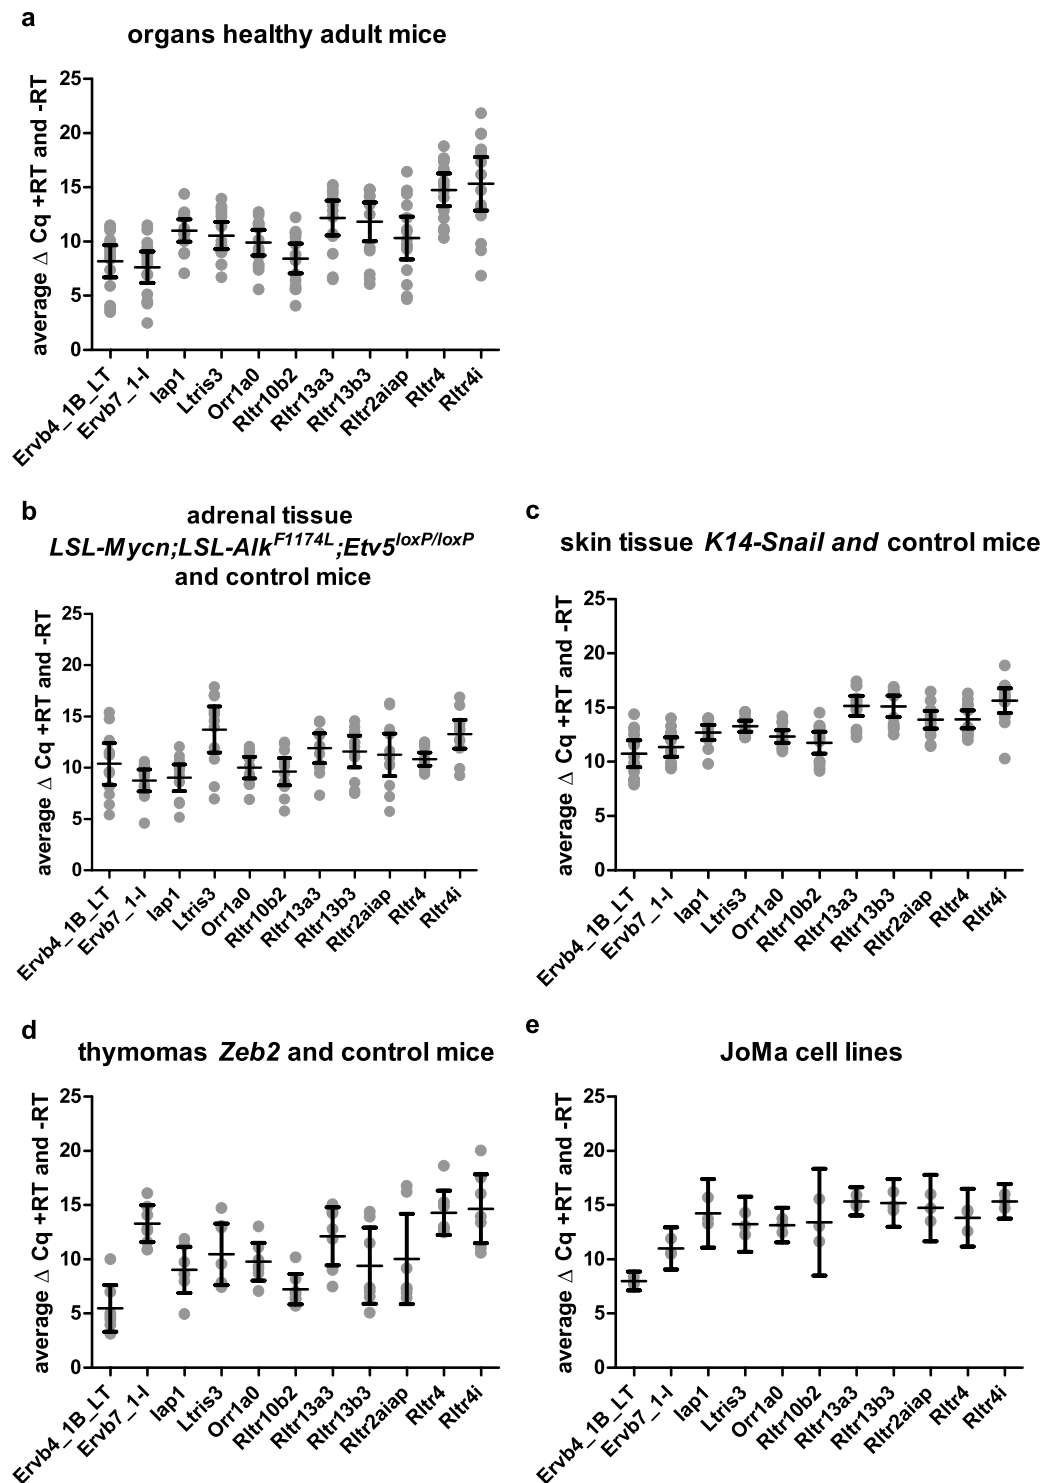 a
organs healthy adult mice
average Δ Cq +RT and -RT
25
20
15
10
5
0
Ervb4_1B_LT
Ervb7_1-I
Iap1
Ltris3
Orr1a0
Rltr10b2
Rltr13a3
Rltr13b3
Rltr2aiap
Rltr4
Rltr4i
b
adrenal tissue
LSL-Mycn;LSL-Alk^F1174L;Etv5^loxP/loxP
and control mice
average Δ Cq +RT and -RT
25
20
15
10
5
0
Ervb4_1B_LT
Ervb7_1-I
Iap1
Ltris3
Orr1a0
Rltr10b2
Rltr13a3
Rltr13b3
Rltr2aiap
Rltr4
Rltr4i
c
skin tissue K14-Snail and control mice
average Δ Cq +RT and -RT
25
20
15
10
5
0
Ervb4_1B_LT
Ervb7_1-I
Iap1
Ltris3
Orr1a0
Rltr10b2
Rltr13a3
Rltr13b3
Rltr2aiap
Rltr4
Rltr4i
d
thymomas Zeb2 and control mice
average Δ Cq +RT and -RT
25
20
15
10
5
0
Ervb4_1B_LT
Ervb7_1-I
Iap1
Ltris3
Orr1a0
Rltr10b2
Rltr13a3
Rltr13b3
Rltr2aiap
Rltr4
Rltr4i
e
JoMa cell lines
average Δ Cq +RT and -RT
25
20
15
10
5
0
Ervb4_1B_LT
Ervb7_1-I
Iap1
Ltris3
Orr1a0
Rltr10b2
Rltr13a3
Rltr13b3
Rltr2aiap
Rltr4
Rltr4i